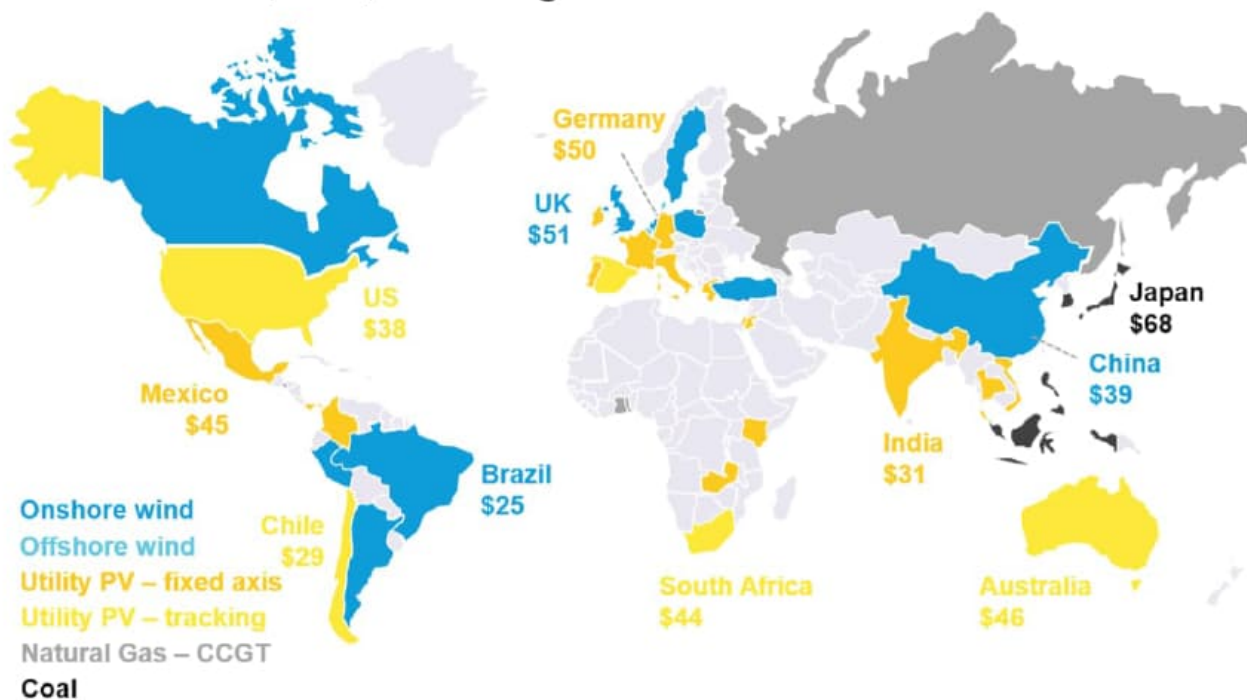 Germany
$50
UK
$51
US
$38
Japan
$68
China
$39
Mexico
$45
India
$31
Brazil
$25
Chile
$29
South Africa
$44
Australia
$46
Onshore wind
Offshore wind
Utility PV – fixed axis
Utility PV – tracking
Natural Gas – CCGT
Coal